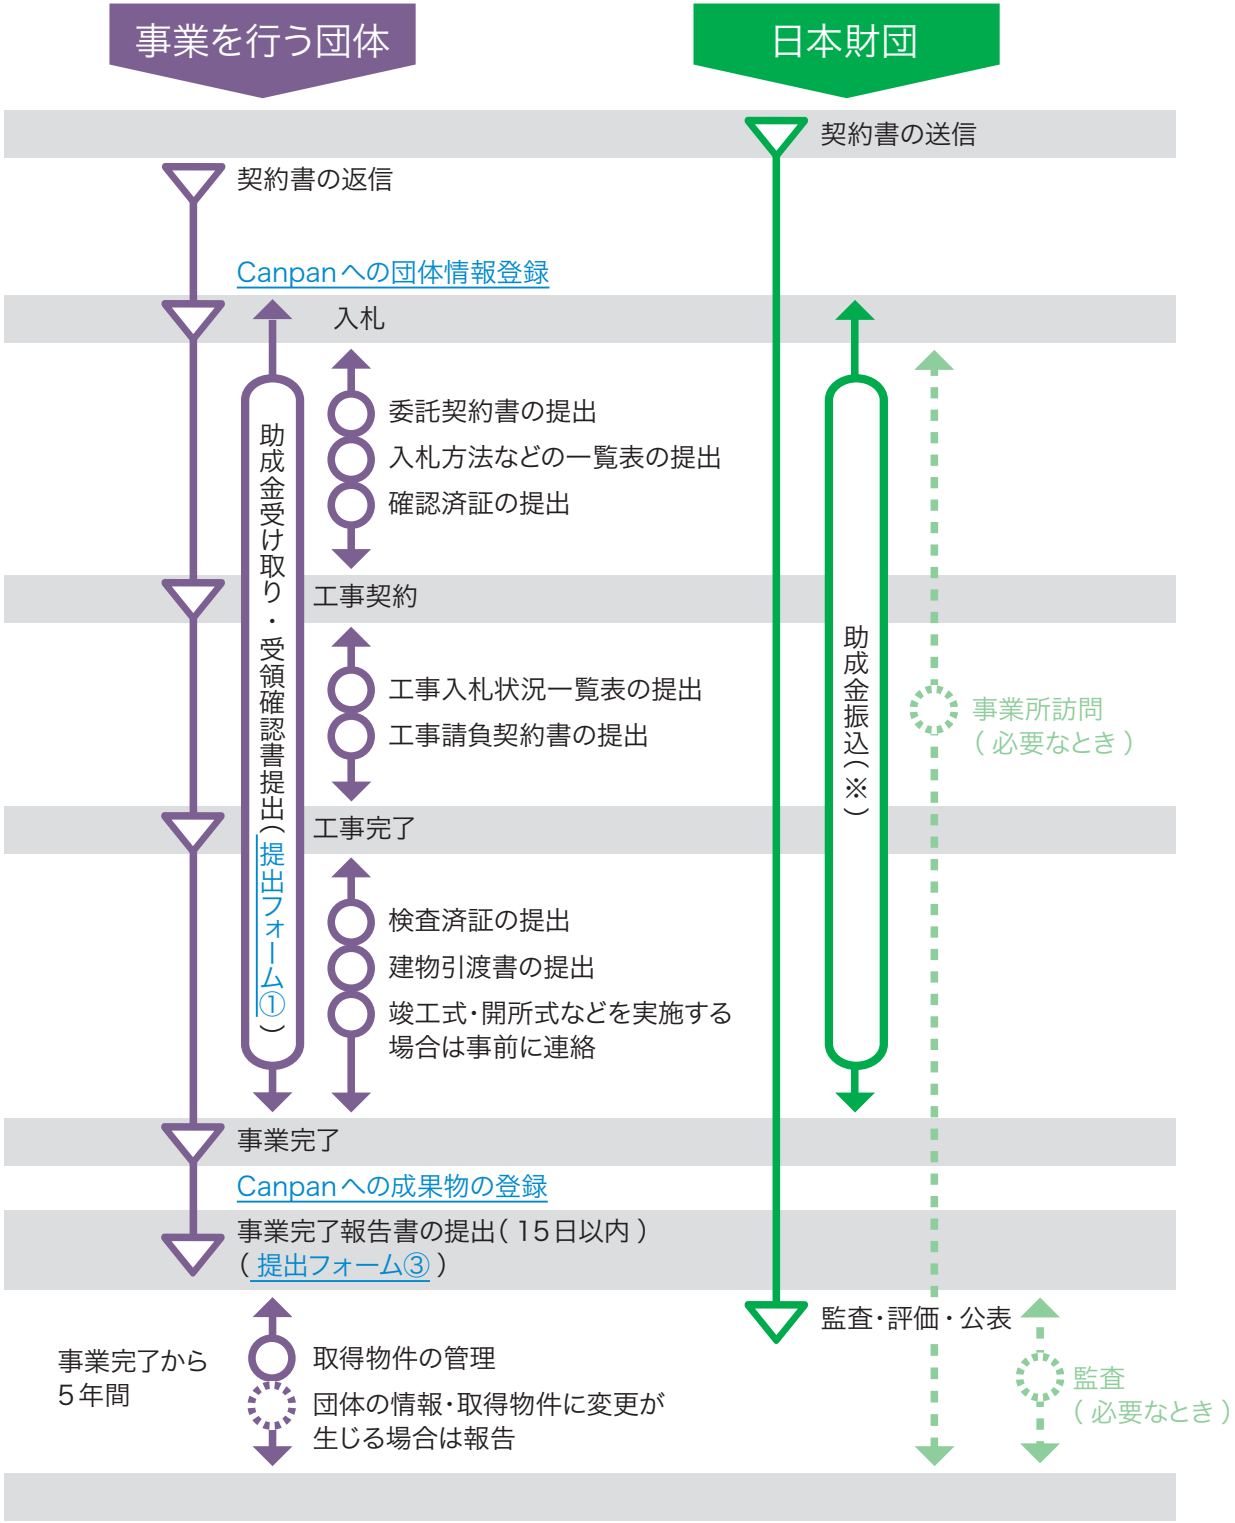 事業を行う団体
日本財団
契約書の送信
契約書の返信
Canpanへの団体情報登録
入札
委託契約書の提出
入札方法などの一覧表の提出
確認済証の提出
助成金受け取り・受領確認書提出(提出フォーム①)
工事契約
工事入札状況一覧表の提出
工事請負契約書の提出
助成金振込(※)
事業所訪問
(必要なとき)
工事完了
検査済証の提出
建物引渡書の提出
竣工式・開所式などを実施する
場合は事前に連絡
事業完了
Canpanへの成果物の登録
事業完了報告書の提出(15日以内)
(提出フォーム③)
監査・評価・公表
事業完了から
5年間
取得物件の管理
団体の情報・取得物件に変更が
生じる場合は報告
監査
(必要なとき)